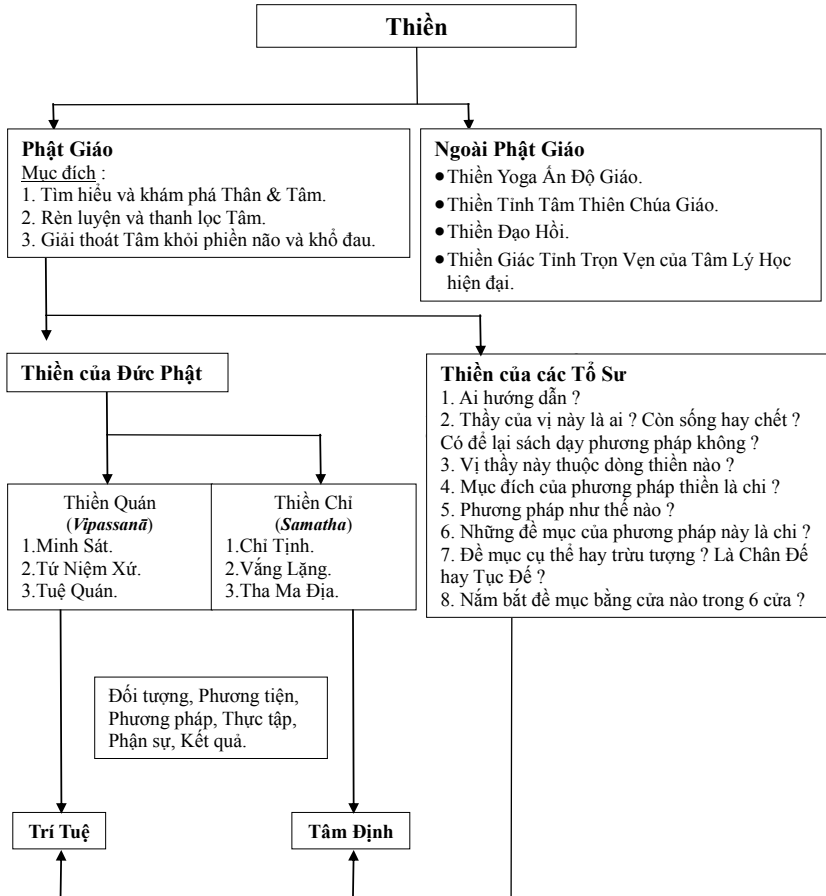 Thiền
Phật Giáo
Mục đích :
1. Tìm hiểu và khám phá Thân & Tâm.
2. Rèn luyện và thanh lọc Tâm.
3. Giải thoát Tâm khỏi phiền não và khổ đau.
Ngoài Phật Giáo
•Thiền Yoga Ấn Độ Giáo.
•Thiền Tỉnh Tâm Thiên Chúa Giáo.
•Thiền Đạo Hồi.
•Thiền Giác Tỉnh Trọn Vẹn của Tâm Lý Học
hiện đại.
Thiền của Đức Phật
Thiền của các Tổ Sư
1. Ai hướng dẫn ?
2. Thầy của vị này là ai ? Còn sống hay chết ?
Có để lại sách dạy phương pháp không ?
3. Vị thầy này thuộc dòng thiền nào ?
4. Mục đích của phương pháp thiền là chi ?
5. Phương pháp như thế nào ?
6. Những đề mục của phương pháp này là chi ?
7. Đề mục cụ thể hay trừu tượng ? Là Chân Đế
hay Tục Đế ?
8. Nắm bắt đề mục bằng cửa nào trong 6 cửa ?
Thiền Quán
(Vipassanā)
1.Minh Sát.
2.Tứ Niệm Xứ.
3.Tuệ Quán.
Thiền Chỉ
(Samatha)
1.Chỉ Tịnh.
2.Vắng Lặng.
3.Tha Ma Địa.
Đối tượng, Phương tiện,
Phương pháp, Thực tập,
Phận sự, Kết quả.
Trí Tuệ
Tâm Định